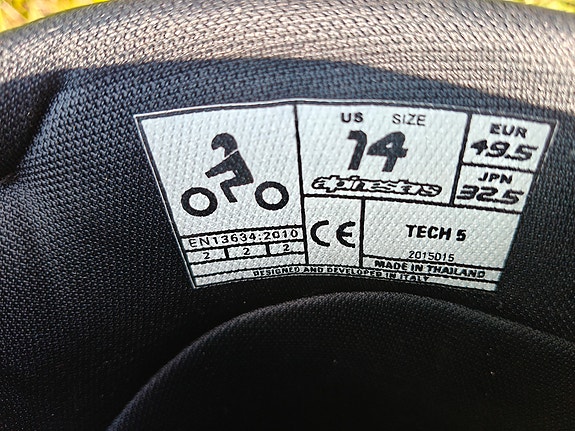 US SIZE
14
alpinestars
EUR
49.5
JPN
32.5
EN13634:2010
2 2 2
CE
TECH 5
2015015
MADE IN THAILAND
DESIGNED AND DEVELOPED IN ITALY